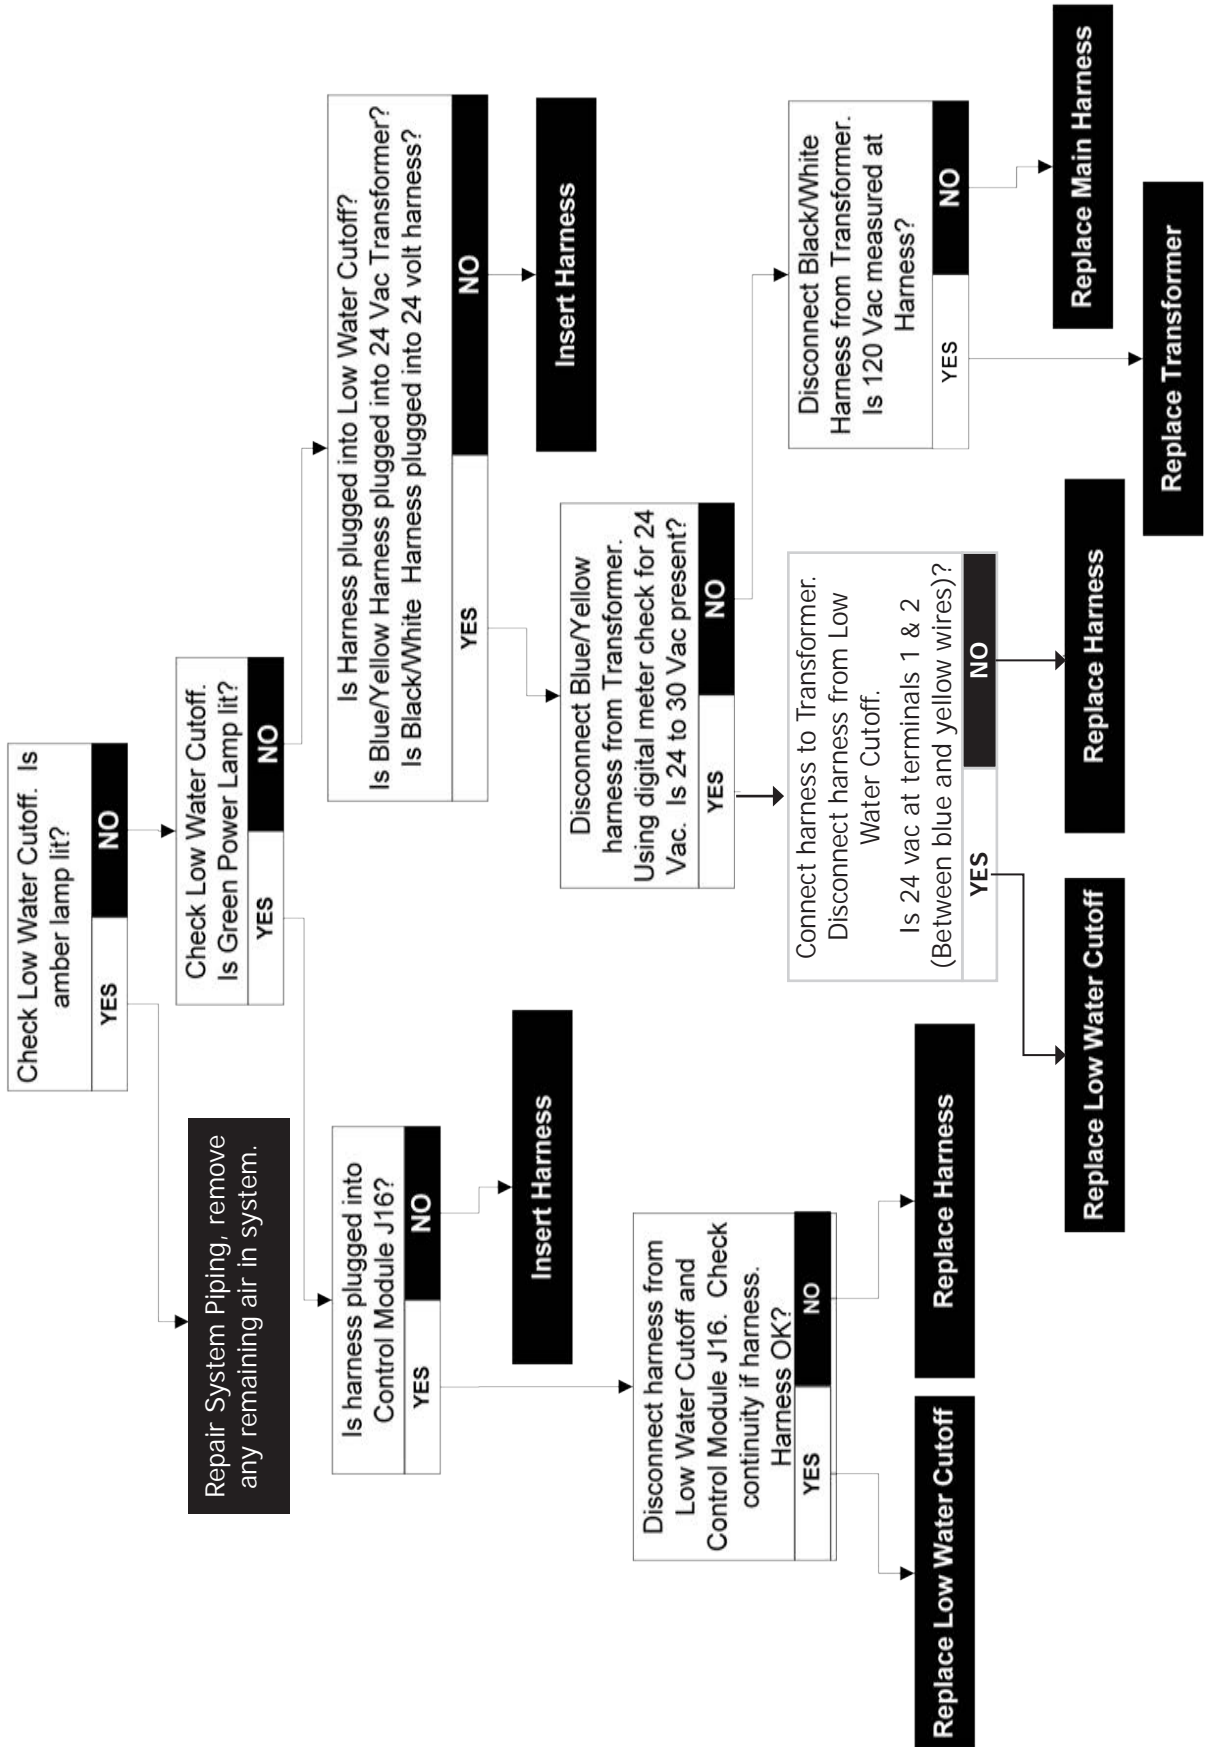 Check Low Water Cutoff. Is
amber lamp lit?
YES
NO
Repair System Piping, remove
any remaining air in system.
Check Low Water Cutoff.
Is Green Power Lamp lit?
YES
NO
Is harness plugged into
Control Module J16?
YES
NO
Insert Harness
Disconnect harness from
Low Water Cutoff and
Control Module J16. Check
continuity if harness.
Harness OK?
YES
NO
Replace Low Water Cutoff
Replace Harness
Is Harness plugged into Low Water Cutoff?
Is Blue/Yellow Harness plugged into 24 Vac Transformer?
Is Black/White Harness plugged into 24 volt harness?
YES
NO
Insert Harness
Disconnect Blue/Yellow
harness from Transformer.
Using digital meter check for 24
Vac. Is 24 to 30 Vac present?
YES
NO
Connect harness to Transformer.
Disconnect harness from Low
Water Cutoff.
Is 24 vac at terminals 1 & 2
(Between blue and yellow wires)?
YES
NO
Replace Low Water Cutoff
Replace Harness
Disconnect Black/White
Harness from Transformer.
Is 120 Vac measured at
Harness?
YES
NO
Replace Transformer
Replace Main Harness